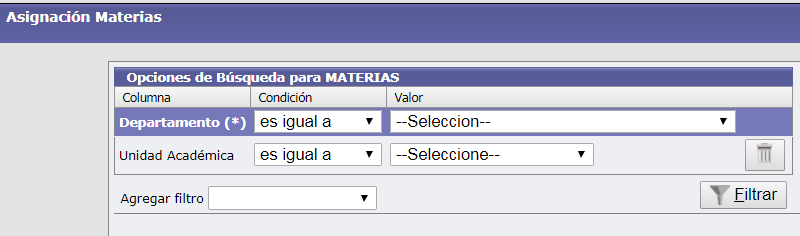 Asignación Materias
Opciones de Búsqueda para MATERIAS
Columna Condición Valor
Departamento (*) es igual a --Seleccion--
Unidad Académica es igual a --Seleccione--
Agregar filtro Filtrar